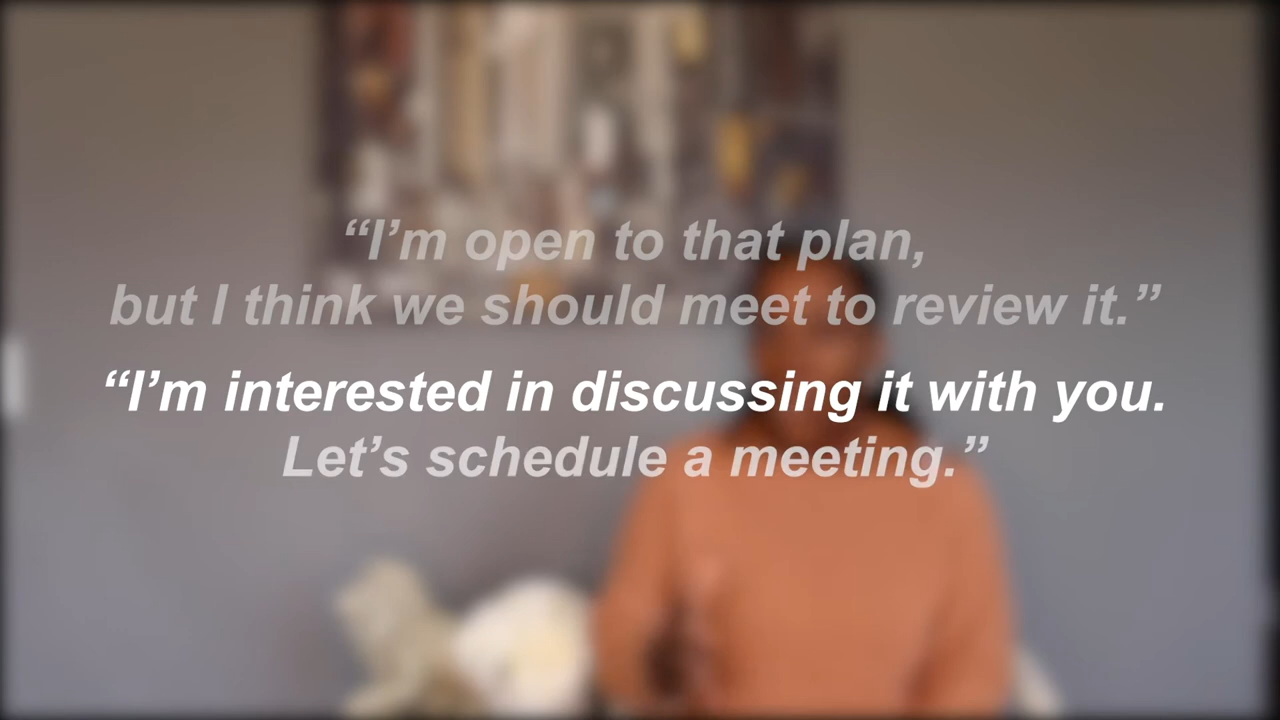 “I’m open to that plan,
but I think we should meet to review it.”
“I’m interested in discussing it with you.
Let’s schedule a meeting.”